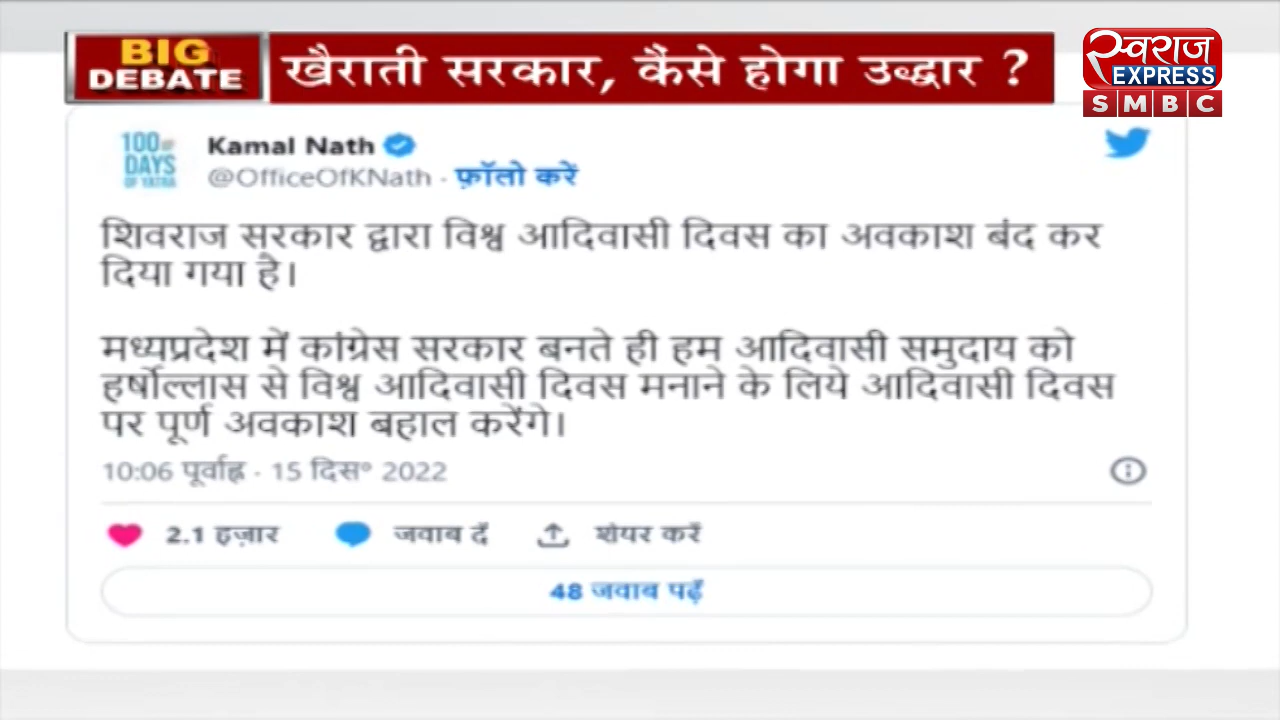 BIG
DEBATE
खैराती सरकार, कैसे होगा उद्धार ?
स्वराज
EXPRESS
SMBC
100
DAYS
OF YATRA
Kamal Nath
@OfficeOfKNath · फ़ॉलो करें
शिवराज सरकार द्वारा विश्व आदिवासी दिवस का अवकाश बंद कर
दिया गया है।
मध्यप्रदेश में कांग्रेस सरकार बनते ही हम आदिवासी समुदाय को
हर्षोल्लास से विश्व आदिवासी दिवस मनाने के लिये आदिवासी दिवस
पर पूर्ण अवकाश बहाल करेंगे।
10:06 पूर्वाह्न · 15 दिस॰ 2022
2.1 हज़ार जवाब दें शेयर करें
48 जवाब पढ़ें